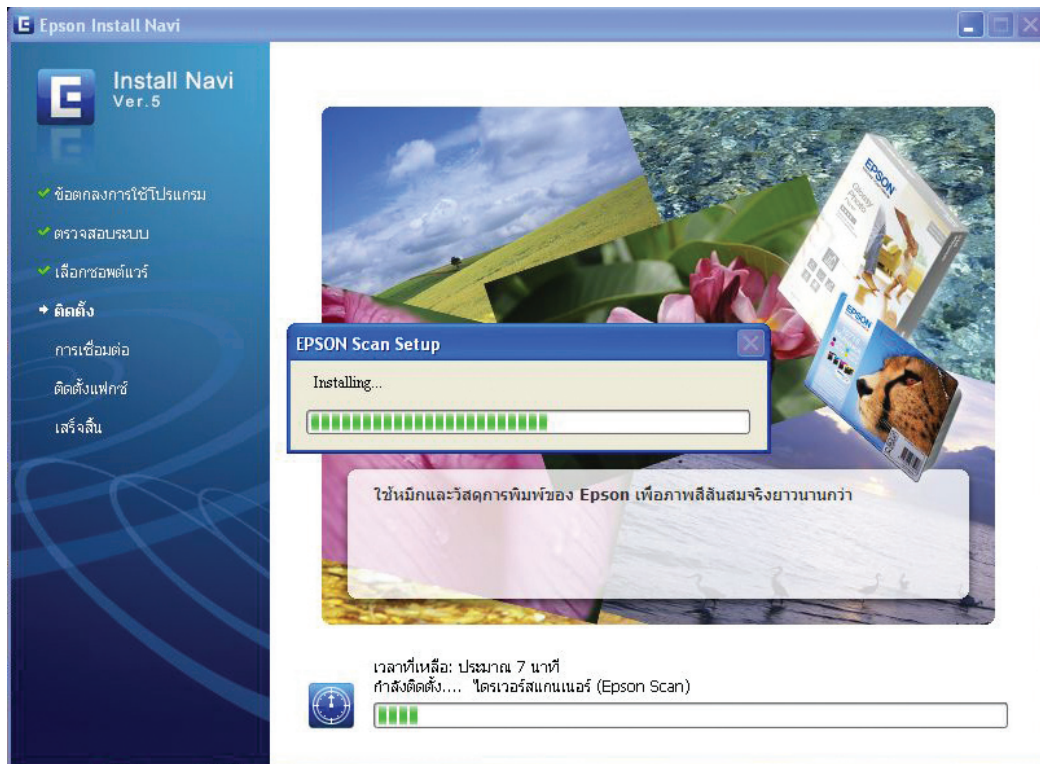 Epson Install Navi
Install Navi
Ver.5
ข้อตกลงการใช้โปรแกรม
ตรวจสอบระบบ
เลือกซอฟต์แวร์
ติดตั้ง
การเชื่อมต่อ
ติดตั้งแฟกซ์
เสร็จสิ้น
EPSON
Glossy
Photo
Paper
EPSON
EPSON Scan Setup
Installing...
ใช้หมึกและวัสดุการพิมพ์ของ Epson เพื่อภาพสีสันสมจริงยาวนานกว่า
เวลาที่เหลือ: ประมาณ 7 นาที
กำลังติดตั้ง.... ไดรเวอร์สแกนเนอร์ (Epson Scan)